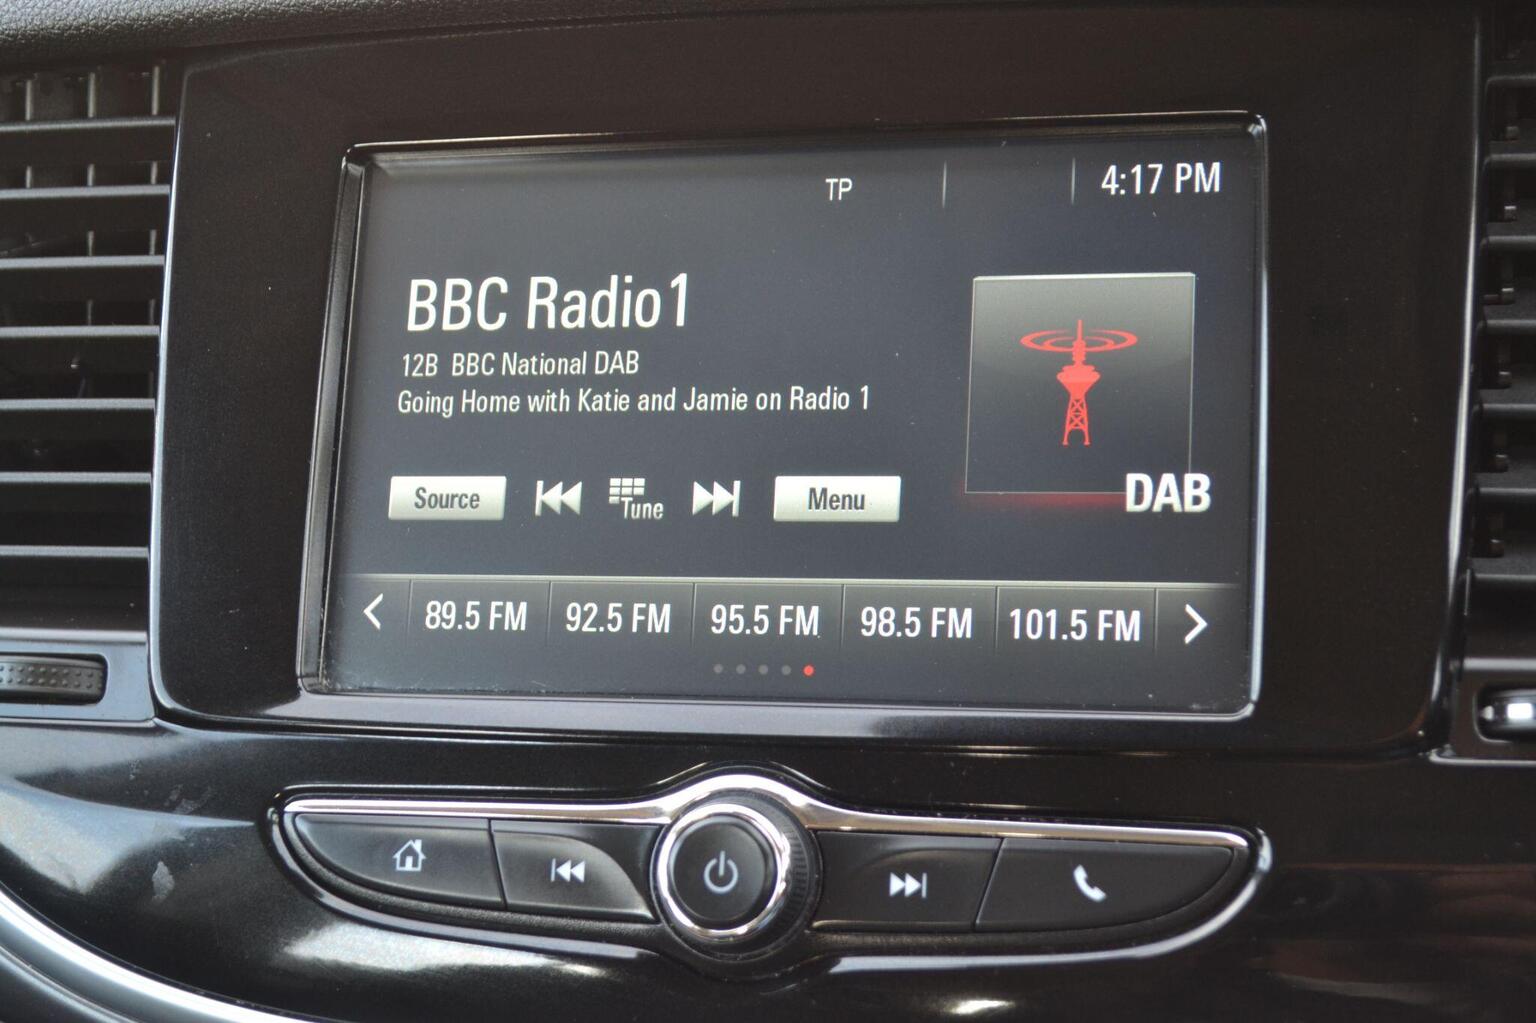 TP
4:17 PM
BBC Radio1
12B BBC National DAB
Going Home with Katie and Jamie on Radio 1
DAB
Source
Tune
Menu
89.5 FM
92.5 FM
95.5 FM
98.5 FM
101.5 FM